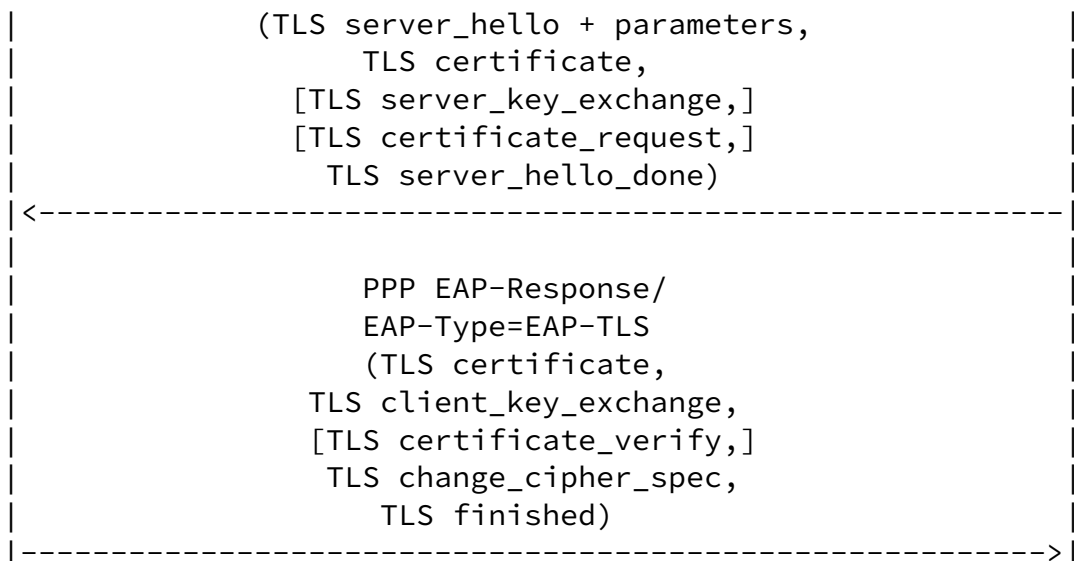 (TLS server_hello + parameters,
TLS certificate,
[TLS server_key_exchange,]
[TLS certificate_request,]
TLS server_hello_done)
PPP EAP-Response/
EAP-Type=EAP-TLS
(TLS certificate,
TLS client_key_exchange,
[TLS certificate_verify,]
TLS change_cipher_spec,
TLS finished)